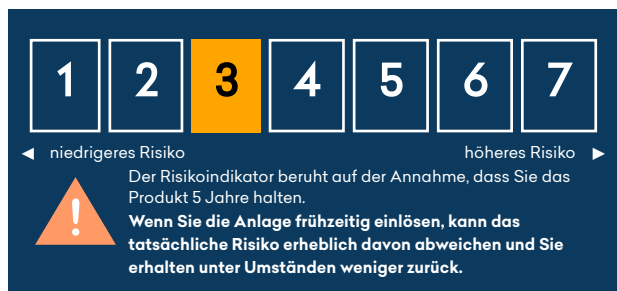 1 2 3 4 5 6 7
◄ niedrigeres Risiko höheres Risiko ►
Der Risikoindikator beruht auf der Annahme, dass Sie das
Produkt 5 Jahre halten.
Wenn Sie die Anlage frühzeitig einlösen, kann das
tatsächliche Risiko erheblich davon abweichen und Sie
erhalten unter Umständen weniger zurück.
!